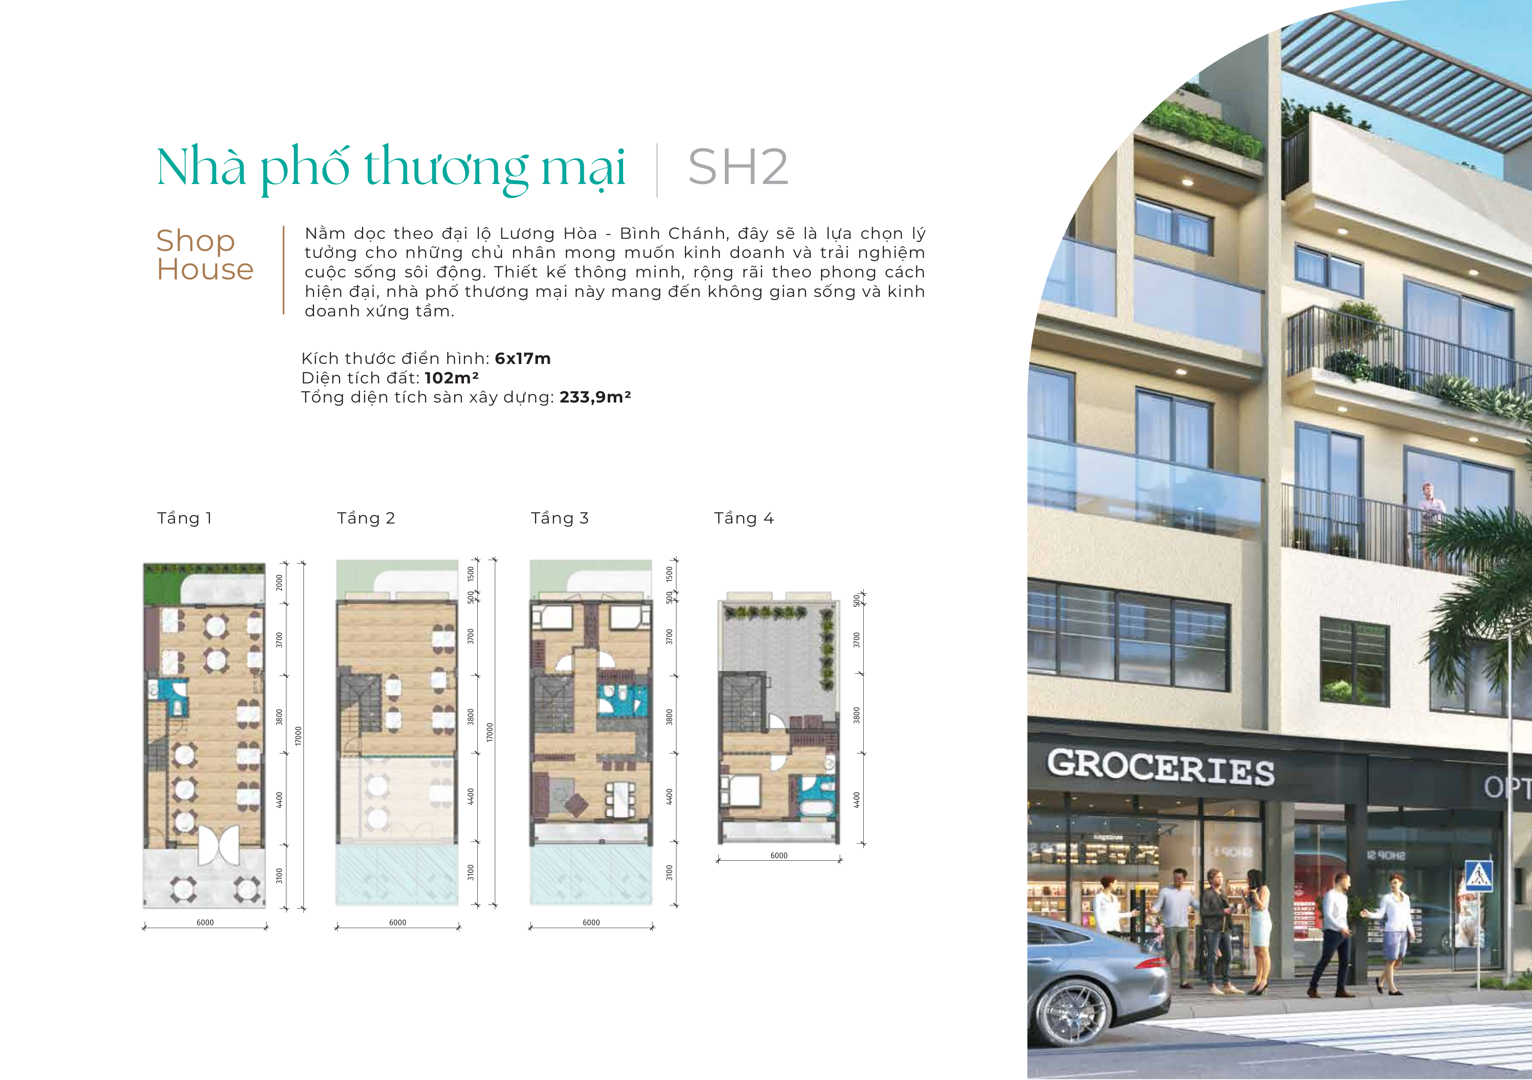 Nhà phố thương mại
SH2
Shop
House
Nằm dọc theo đại lộ Lương Hòa - Bình Chánh, đây sẽ là lựa chọn lý
tưởng cho những chủ nhân mong muốn kinh doanh và trải nghiệm
cuộc sống sôi động. Thiết kế thông minh, rộng rãi theo phong cách
hiện đại, nhà phố thương mại này mang đến không gian sống và kinh
doanh xứng tầm.
Kích thước điển hình: 6x17m
Diện tích đất: 102m²
Tổng diện tích sàn xây dựng: 233,9m²
Tầng 1
2000
3700
3800
4400
3100
17000
6000
Tầng 2
1500
500
3700
3800
4400
3100
17000
6000
Tầng 3
1500
500
3700
3800
4400
3100
6000
Tầng 4
500
3700
3800
4400
6000
GROCERIES
OPT